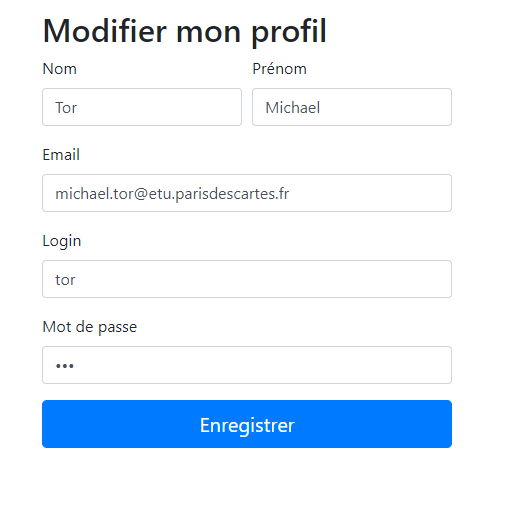 Modifier mon profil
Nom Prénom
Tor Michael
Email
michael.tor@etu.parisdescartes.fr
Login
tor
Mot de passe
•••
Enregistrer